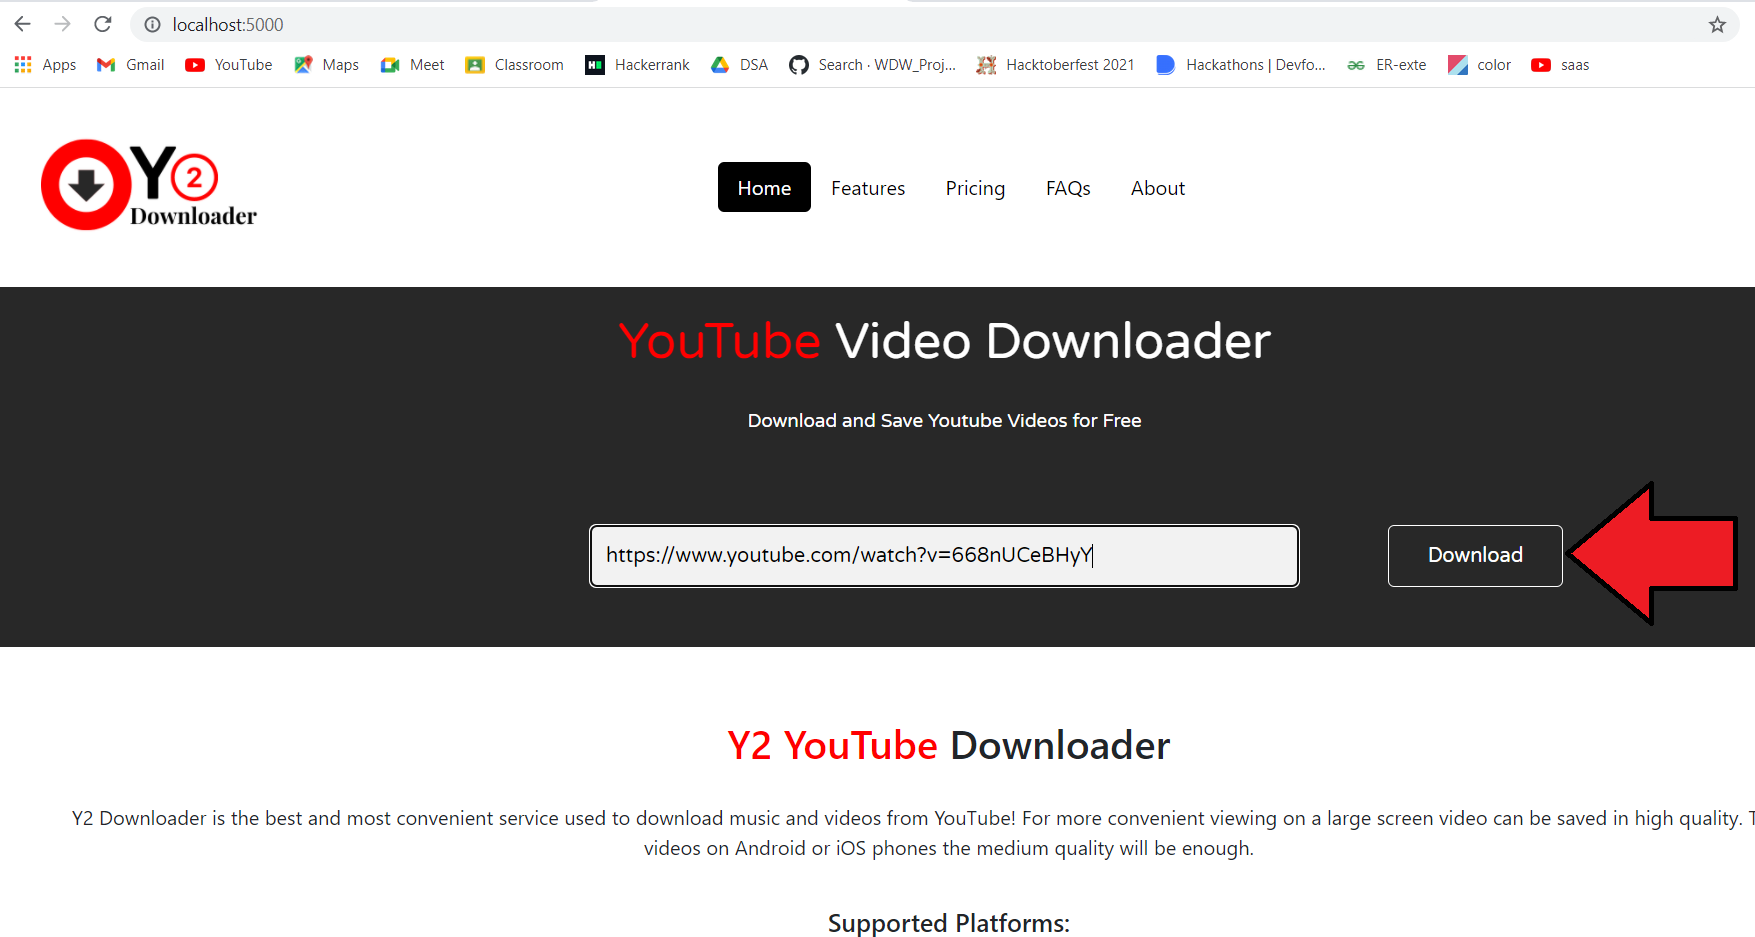 localhost:5000
Apps Gmail YouTube Maps Meet Classroom Hackerrank DSA Search · WDW_Proj... Hacktoberfest 2021 Hackathons | Devfo... ER-exte color saas
Y2
Downloader
Home Features Pricing FAQs About
YouTube Video Downloader
Download and Save Youtube Videos for Free
https://www.youtube.com/watch?v=668nUCeBHyY
Download
Y2 YouTube Downloader
Y2 Downloader is the best and most convenient service used to download music and videos from YouTube! For more convenient viewing on a large screen video can be saved in high quality. T
videos on Android or iOS phones the medium quality will be enough.
Supported Platforms: